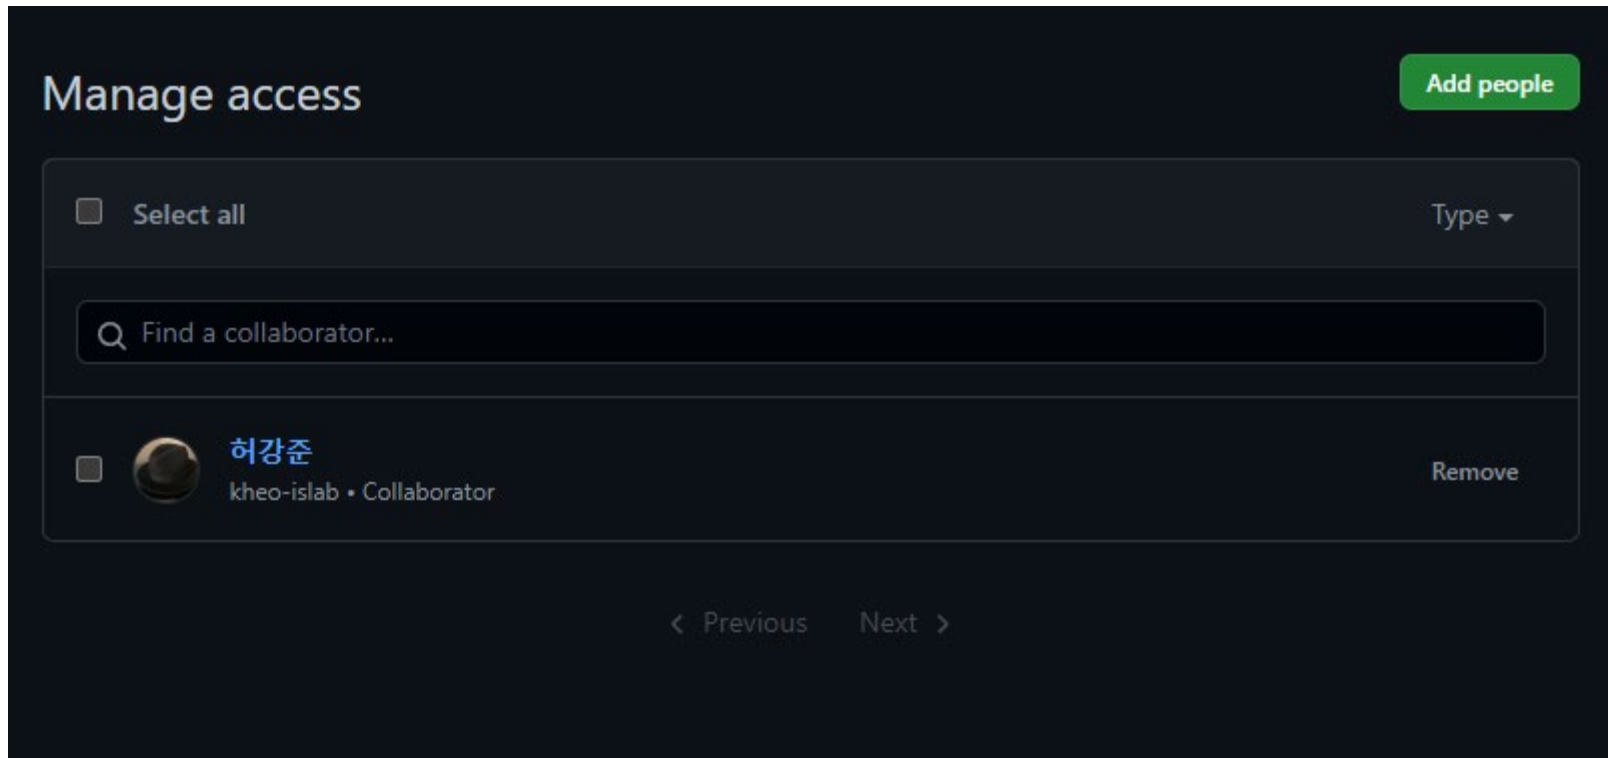 Manage access
Add people
Select all
Type
Find a collaborator...
허강준
kheo-islab • Collaborator
Remove
Previous
Next